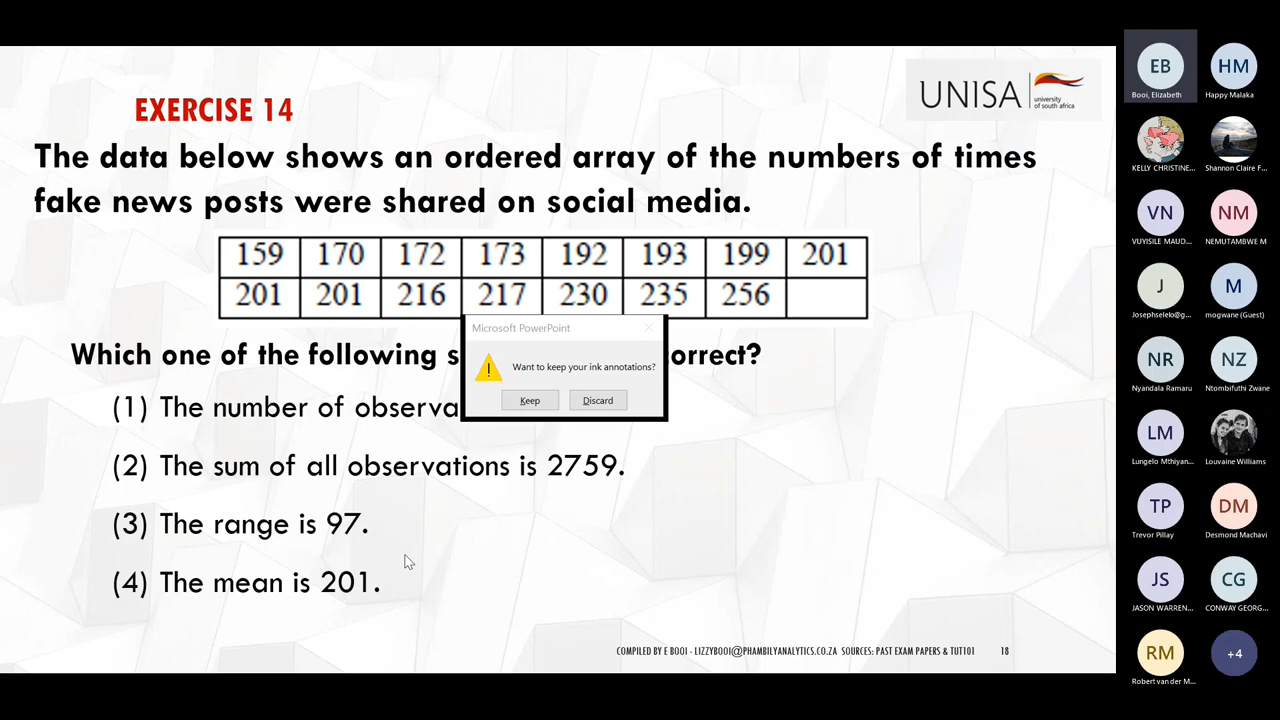 EXERCISE 14
UNISA university of south africa
The data below shows an ordered array of the numbers of times
fake news posts were shared on social media.
159 170 172 173 192 193 199 201
201 201 216 217 230 235 256
Microsoft PowerPoint
Want to keep your ink annotations?
Keep Discard
Which one of the following s orrect?
(1) The number of observa
(2) The sum of all observations is 2759.
(3) The range is 97.
(4) The mean is 201.
COMPILED BY E BOOI - LIZZYBOOI@PHAMBILYANALYTICS.CO.ZA SOURCES: PAST EXAM PAPERS & TUT101 18
EB HM
Booi, Elizabeth Happy Malaka
KELLY CHRISTINE... Shannon Claire F...
VN NM
VUYISILE MAUD... NEMUTAMBWE M
J M
Josephselelo@g... mogwane (Guest)
NR NZ
Nyandala Ramaru Ntombifuthi Zwane
LM
Lungelo Mthiyan... Louvaine Williams
TP DM
Trevor Pillay Desmond Machavi
JS CG
JASON WARREN... CONWAY GEORG...
RM +4
Robert van der M...